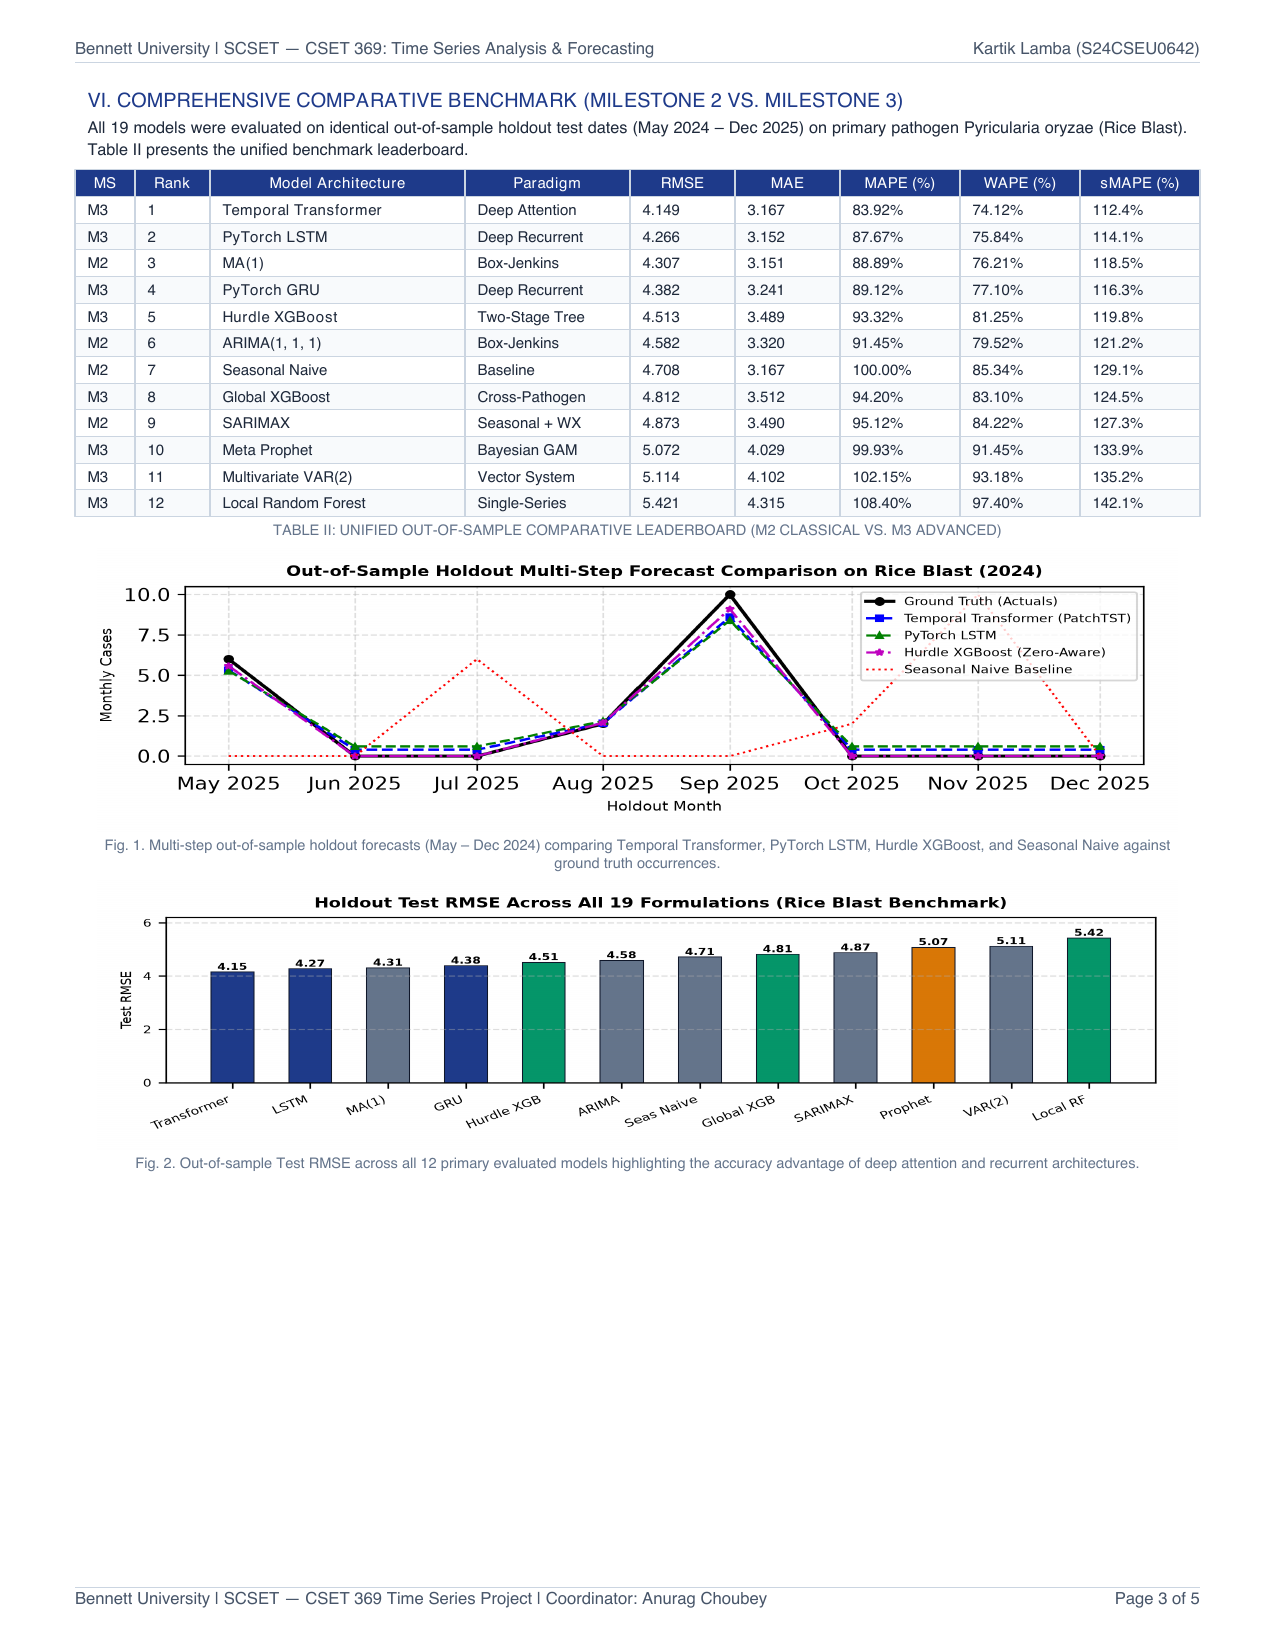 Bennett University | SCSET — CSET 369: Time Series Analysis & Forecasting Kartik Lamba (S24CSEU0642)
VI. COMPREHENSIVE COMPARATIVE BENCHMARK (MILESTONE 2 VS. MILESTONE 3)
All 19 models were evaluated on identical out-of-sample holdout test dates (May 2024 – Dec 2025) on primary pathogen Pyricularia oryzae (Rice Blast).
Table II presents the unified benchmark leaderboard.
MS Rank Model Architecture Paradigm RMSE MAE MAPE (%) WAPE (%) sMAPE (%)
M3 1 Temporal Transformer Deep Attention 4.149 3.167 83.92% 74.12% 112.4%
M3 2 PyTorch LSTM Deep Recurrent 4.266 3.152 87.67% 75.84% 114.1%
M2 3 MA(1) Box-Jenkins 4.307 3.151 88.89% 76.21% 118.5%
M3 4 PyTorch GRU Deep Recurrent 4.382 3.241 89.12% 77.10% 116.3%
M3 5 Hurdle XGBoost Two-Stage Tree 4.513 3.489 93.32% 81.25% 119.8%
M2 6 ARIMA(1, 1, 1) Box-Jenkins 4.582 3.320 91.45% 79.52% 121.2%
M2 7 Seasonal Naive Baseline 4.708 3.167 100.00% 85.34% 129.1%
M3 8 Global XGBoost Cross-Pathogen 4.812 3.512 94.20% 83.10% 124.5%
M2 9 SARIMAX Seasonal + WX 4.873 3.490 95.12% 84.22% 127.3%
M3 10 Meta Prophet Bayesian GAM 5.072 4.029 99.93% 91.45% 133.9%
M3 11 Multivariate VAR(2) Vector System 5.114 4.102 102.15% 93.18% 135.2%
M3 12 Local Random Forest Single-Series 5.421 4.315 108.40% 97.40% 142.1%
TABLE II: UNIFIED OUT-OF-SAMPLE COMPARATIVE LEADERBOARD (M2 CLASSICAL VS. M3 ADVANCED)
Out-of-Sample Holdout Multi-Step Forecast Comparison on Rice Blast (2024)
Monthly Cases
10.0
7.5
5.0
2.5
0.0
Ground Truth (Actuals)
Temporal Transformer (PatchTST)
PyTorch LSTM
Hurdle XGBoost (Zero-Aware)
Seasonal Naive Baseline
May 2025 Jun 2025 Jul 2025 Aug 2025 Sep 2025 Oct 2025 Nov 2025 Dec 2025
Holdout Month
Fig. 1. Multi-step out-of-sample holdout forecasts (May – Dec 2024) comparing Temporal Transformer, PyTorch LSTM, Hurdle XGBoost, and Seasonal Naive against
ground truth occurrences.
Holdout Test RMSE Across All 19 Formulations (Rice Blast Benchmark)
Test RMSE
6
4
2
0
4.15 4.27 4.31 4.38 4.51 4.58 4.71 4.81 4.87 5.07 5.11 5.42
Transformer LSTM MA(1) GRU Hurdle XGB ARIMA Seas Naive Global XGB SARIMAX Prophet VAR(2) Local RF
Fig. 2. Out-of-sample Test RMSE across all 12 primary evaluated models highlighting the accuracy advantage of deep attention and recurrent architectures.
Bennett University | SCSET — CSET 369 Time Series Project | Coordinator: Anurag Choubey Page 3 of 5